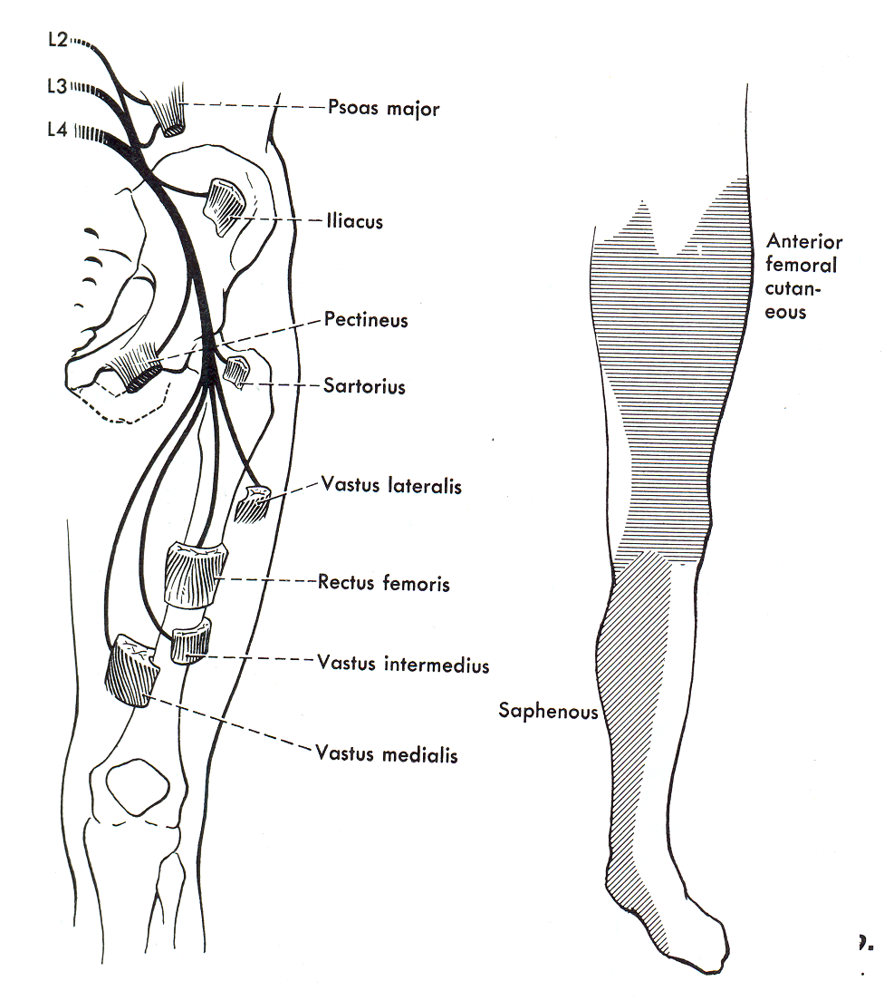 L2
L3
L4
Psoas major
Iliacus
Pectineus
Sartorius
Vastus lateralis
Rectus femoris
Vastus intermedius
Vastus medialis
Anterior
femoral
cutan-
eous
Saphenous